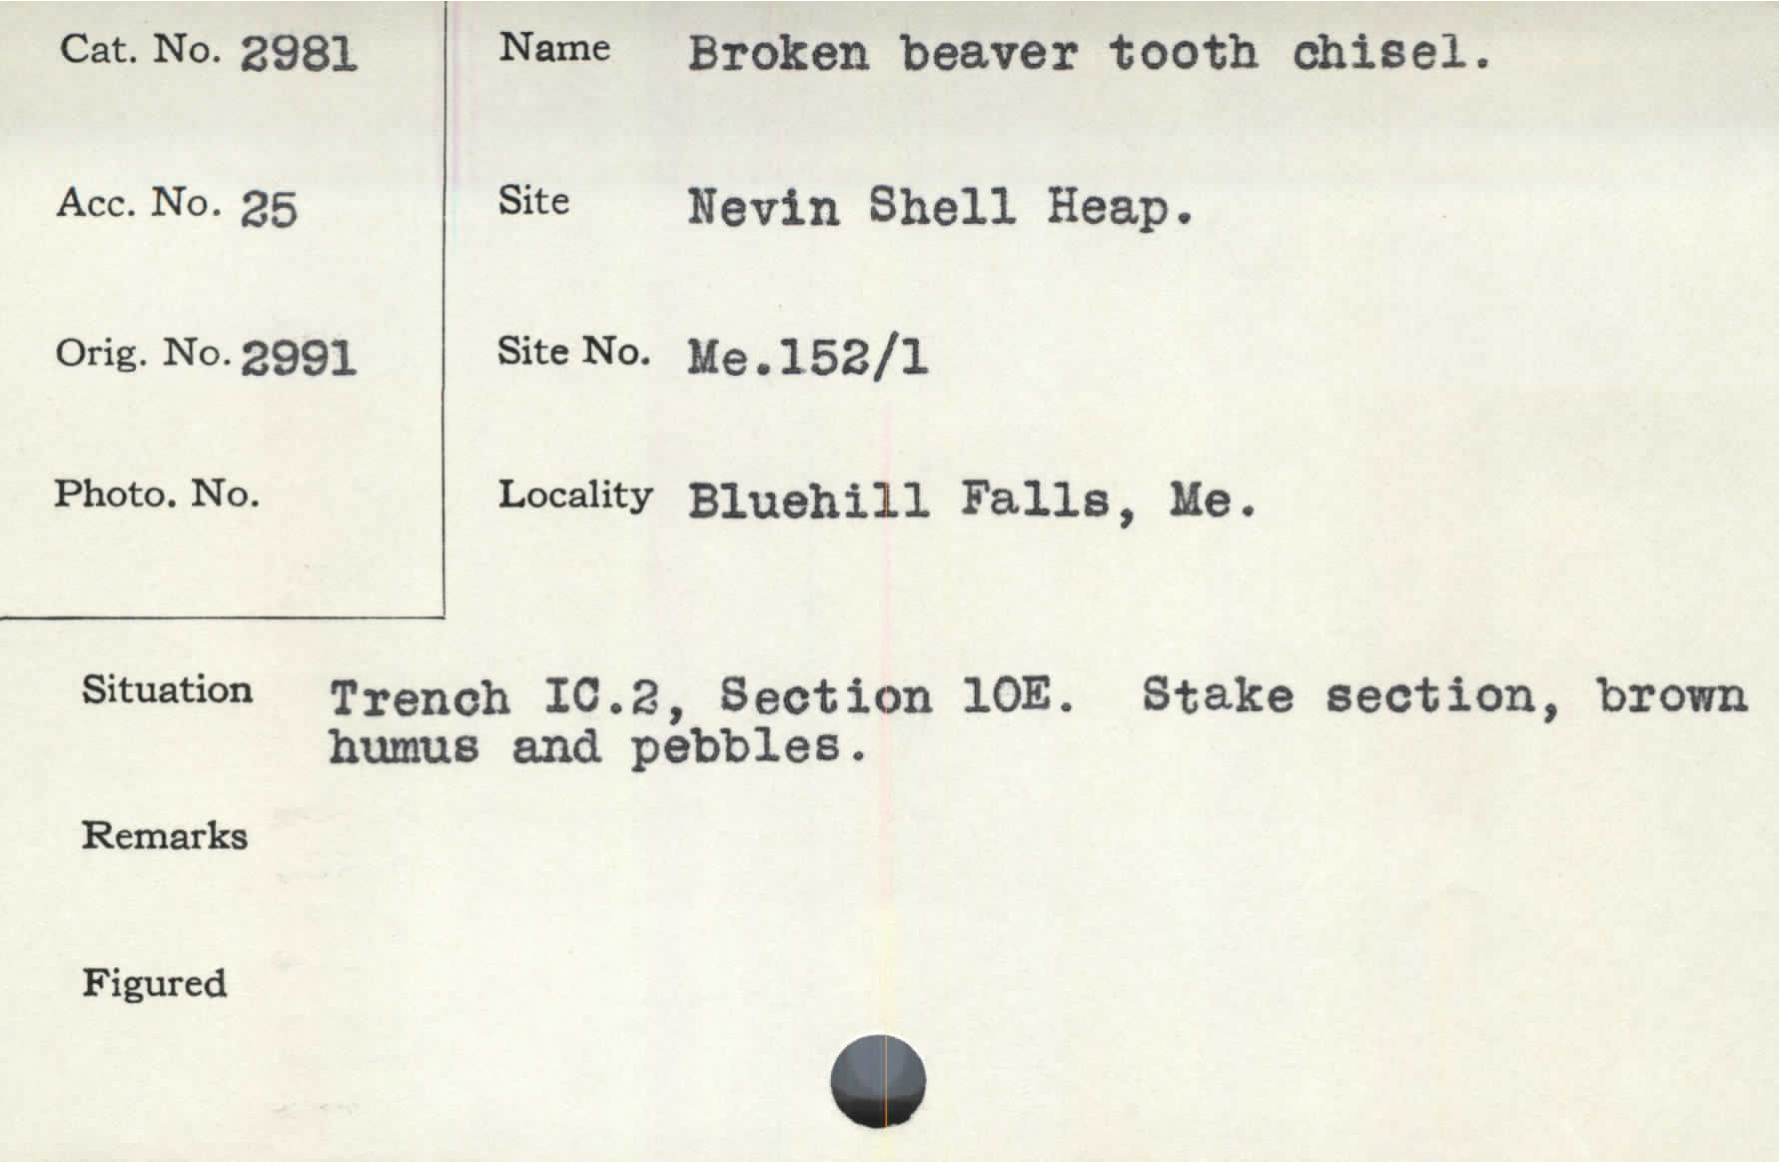 Cat. No. 2981
Name Broken beaver tooth chisel.
Acc. No. 25
Site Nevin Shell Heap.
Orig. No. 2991
Site No. Me.152/1
Photo. No.
Locality Bluehill Falls, Me.
Situation Trench IC.2, Section 10E. Stake section, brown
humus and pebbles.
Remarks
Figured